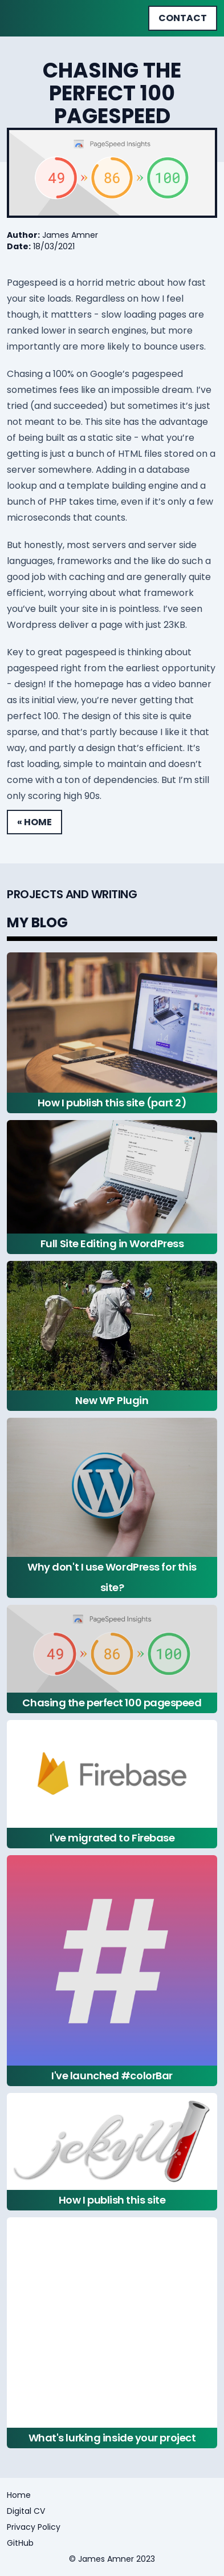 CONTACT
CHASING THE
PERFECT 100
PAGESPEED
PageSpeed Insights
49 » 86 » 100
Author: James Amner
Date: 18/03/2021
Pagespeed is a horrid metric about how fast
your site loads. Regardless on how I feel
though, it mattters - slow loading pages are
ranked lower in search engines, but more
importantly are more likely to bounce users.
Chasing a 100% on Google’s pagespeed
sometimes feels like an impossible dream. I’ve
tried (and succeeded) but sometimes it’s just
not meant to be. This site has the advantage
of being built as a static site - what you’re
getting is just a bunch of HTML files stored on a
server somewhere. Adding in a database
lookup and a template building engine and a
bunch of PHP takes time, even if it’s only a few
microseconds that counts.
But honestly, most servers and server side
languages, frameworks and the like do such a
good job with caching and are generally quite
efficient, worrying about what framework
you’ve built your site in is pointless. I’ve seen
Wordpress deliver a page with just 23KB.
Key to great pagespeed is thinking about
pagespeed right from the earliest opportunity
- design! If the homepage has a video banner
as its initial view, you’re never getting that
perfect 100. The design of this site is quite
sparse, and that’s partly because I like it that
way, and partly a design that’s efficient. It’s
fast loading, simple to maintain and doesn’t
come with a ton of dependencies. But I’m still
only scoring high 90s.
« HOME
PROJECTS AND WRITING
MY BLOG
How I publish this site (part 2)
Full Site Editing in WordPress
New WP Plugin
Why don't I use WordPress for this
site?
PageSpeed Insights
49 » 86 » 100
Chasing the perfect 100 pagespeed
Firebase
I've migrated to Firebase
#
I've launched #colorBar
jekyll
How I publish this site
What's lurking inside your project
Home
Digital CV
Privacy Policy
GitHub
© James Amner 2023